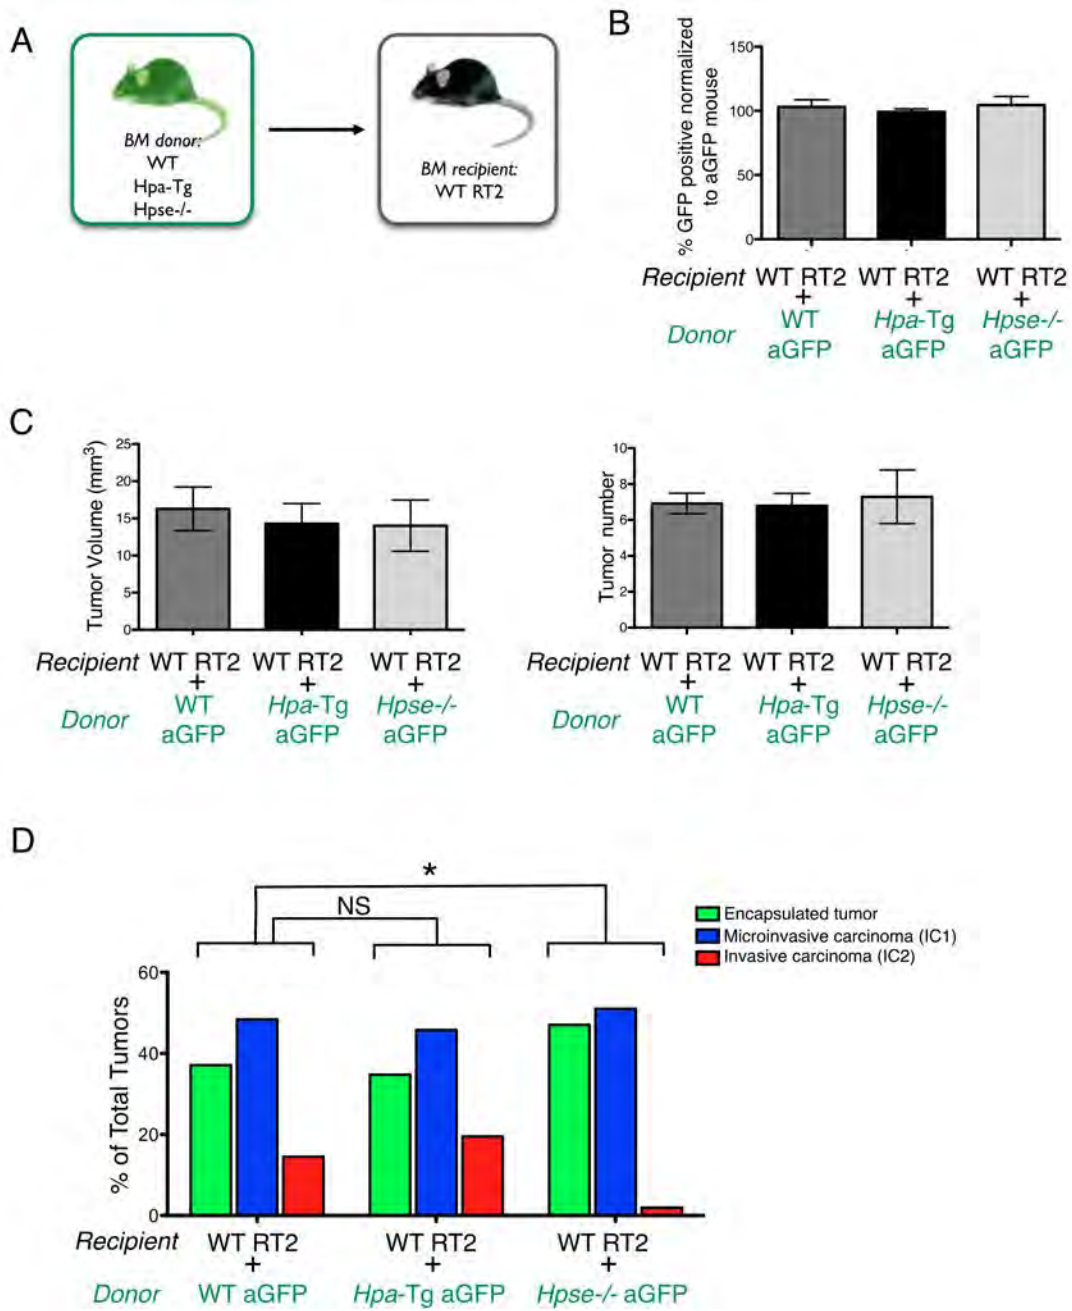 A
BM donor:
WT
Hpa-Tg
Hpse-/-
BM recipient:
WT RT2
B
% GFP positive normalized
to aGFP mouse
150
100
50
0
Recipient WT RT2 WT RT2 WT RT2
+ + +
Donor WT Hpa-Tg Hpse-/-
aGFP aGFP aGFP
C
Tumor Volume (mm3)
25
20
15
10
5
0
Recipient WT RT2 WT RT2 WT RT2
+ + +
Donor WT Hpa-Tg Hpse-/-
aGFP aGFP aGFP
Tumor number
10
8
6
4
2
0
Recipient WT RT2 WT RT2 WT RT2
+ + +
Donor WT Hpa-Tg Hpse-/-
aGFP aGFP aGFP
D
*
NS
Encapsulated tumor
Microinvasive carcinoma (IC1)
Invasive carcinoma (IC2)
% of Total Tumors
60
40
20
0
Recipient WT RT2 WT RT2 WT RT2
+ + +
Donor WT aGFP Hpa-Tg aGFP Hpse-/- aGFP